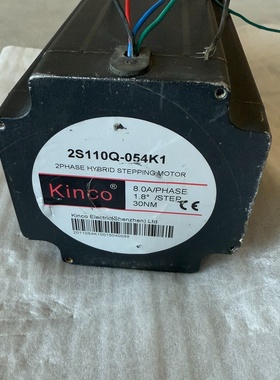 2S110Q-054K1
2PHASE HYBRID STEPPING MOTOR
Kinco®
8.0A/PHASE
1.8° /STEP
30NM
CE
Kinco Electric(Shenzhen) Ltd.